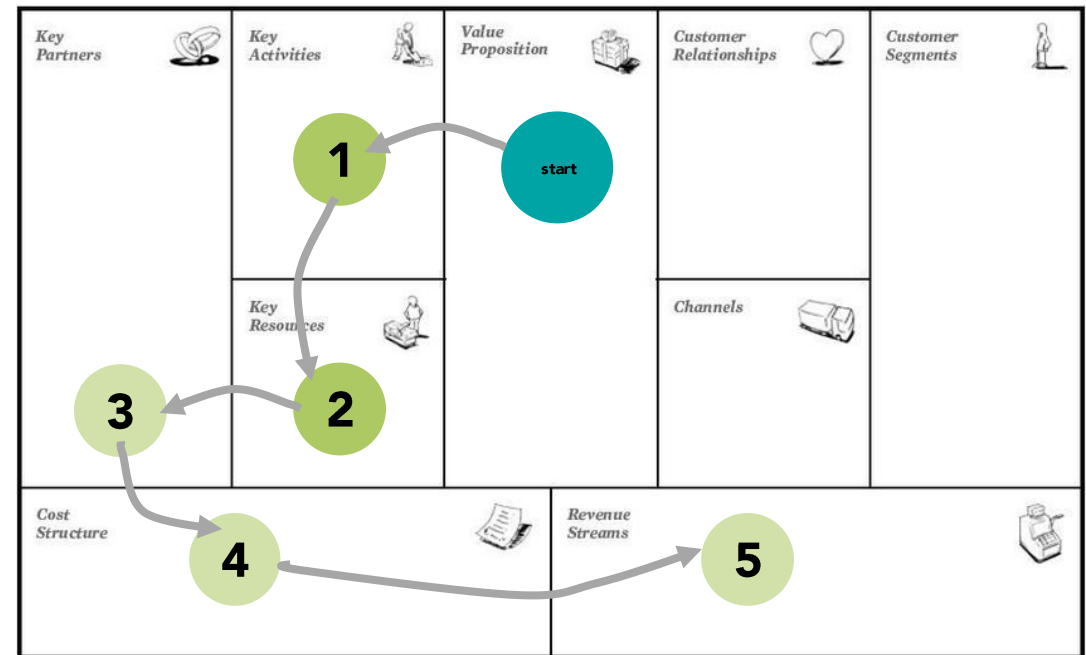 Key
Partners
Key
Activities
Value
Proposition
Customer
Relationships
Customer
Segments
1
start
Key
Resources
Channels
3
2
Cost
Structure
Revenue
Streams
4
5